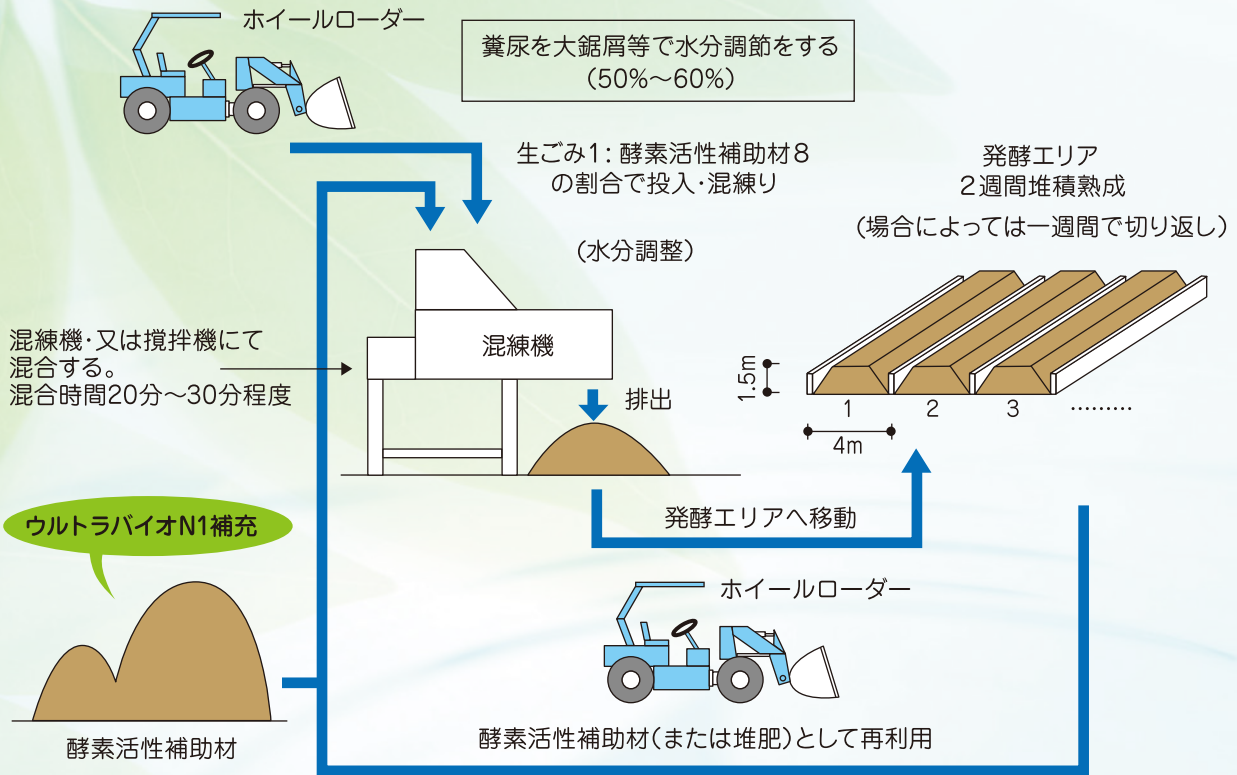 ホイールローダー
糞尿を大鋸屑等で水分調節をする
(50%〜60%)
生ごみ1:酵素活性補助材8
の割合で投入・混練り
(水分調整)
発酵エリア
2週間堆積熟成
(場合によっては一週間で切り返し)
混練機・又は撹拌機にて
混合する。
混合時間20分〜30分程度
混練機
排出
1.5m
1
2
3
………
4m
発酵エリアへ移動
ウルトラバイオN1補充
ホイールローダー
酵素活性補助材
酵素活性補助材(または堆肥)として再利用